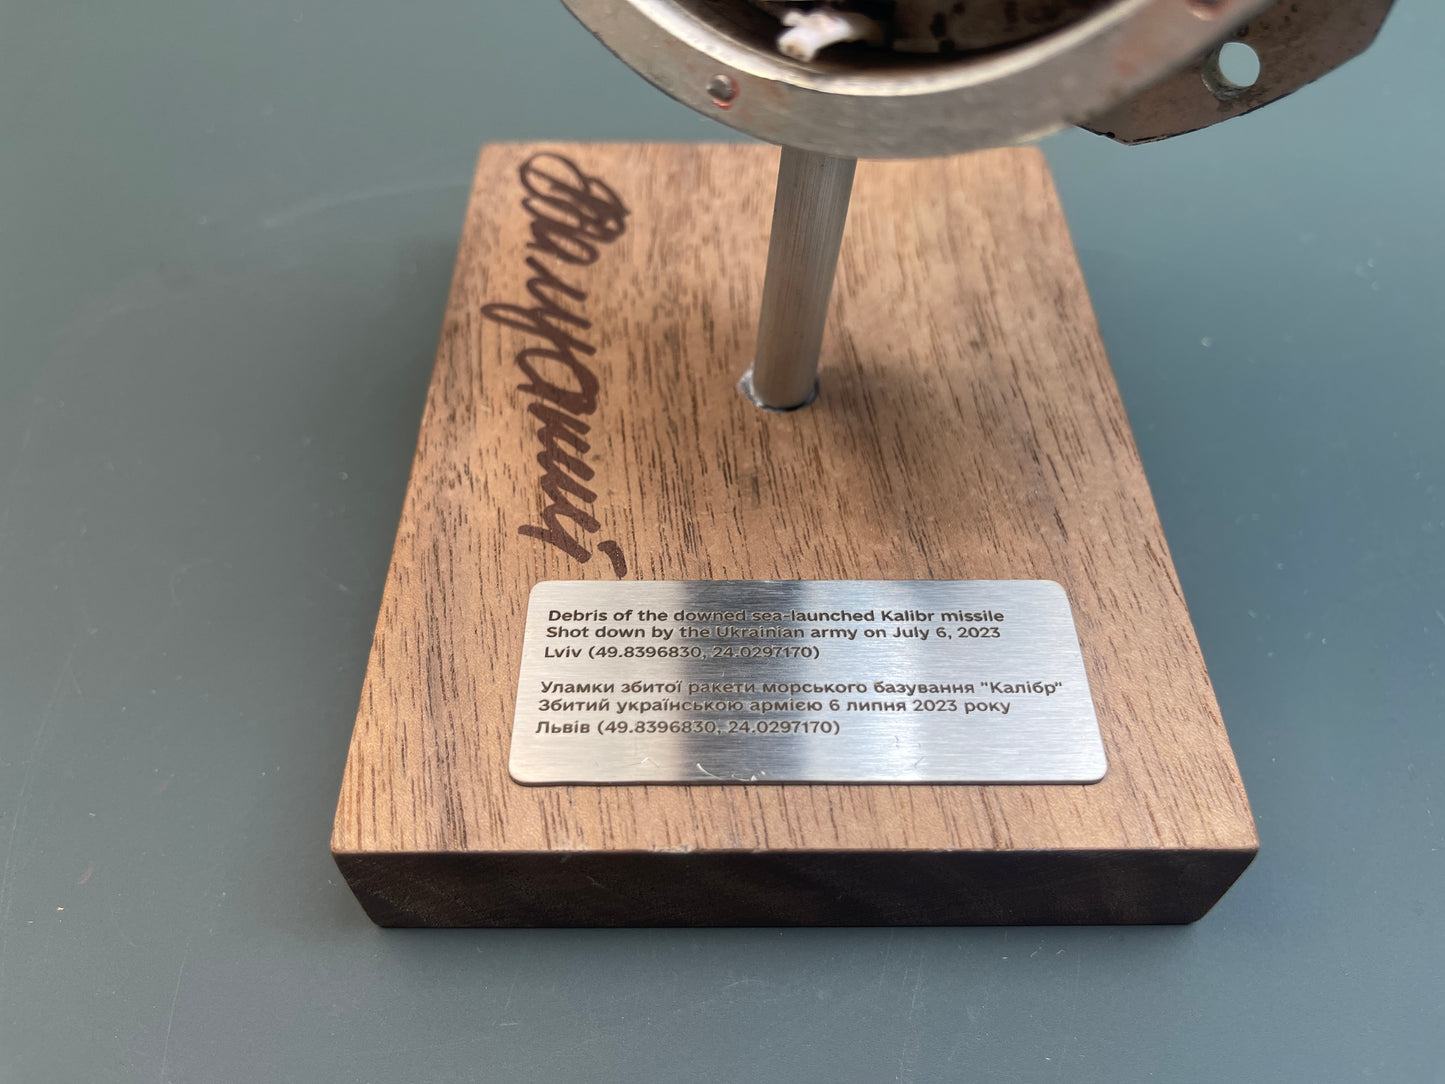 Залужний
Debris of the downed sea-launched Kalibr missile
Shot down by the Ukrainian army on July 6, 2023
Lviv (49.8396830, 24.0297170)
Уламки збитої ракети морського базування "Калібр"
Збитий українською армією 6 липня 2023 року
Львів (49.8396830, 24.0297170)